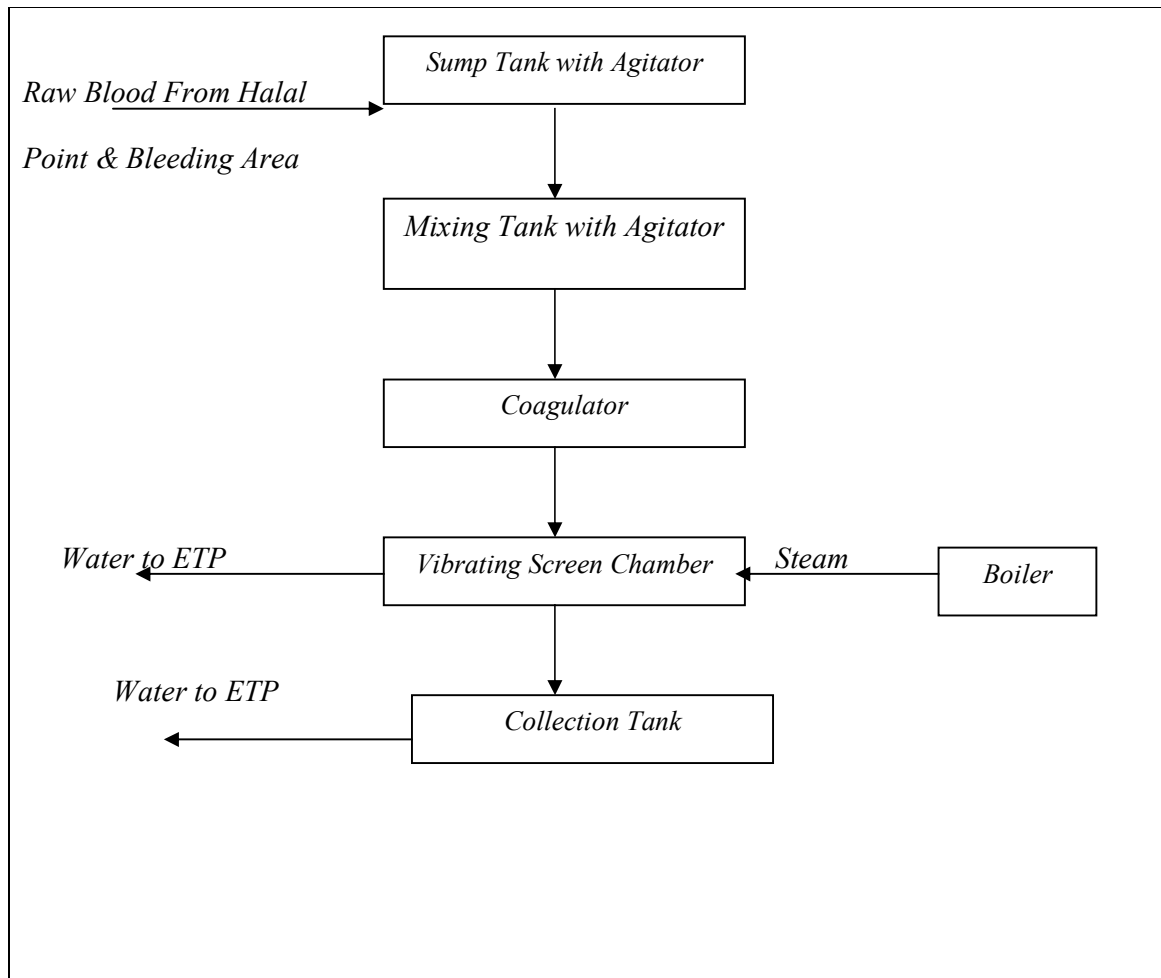 Sump Tank with Agitator
Raw Blood From Halal
Point & Bleeding Area
Mixing Tank with Agitator
Coagulator
Water to ETP
Vibrating Screen Chamber
Steam
Boiler
Water to ETP
Collection Tank